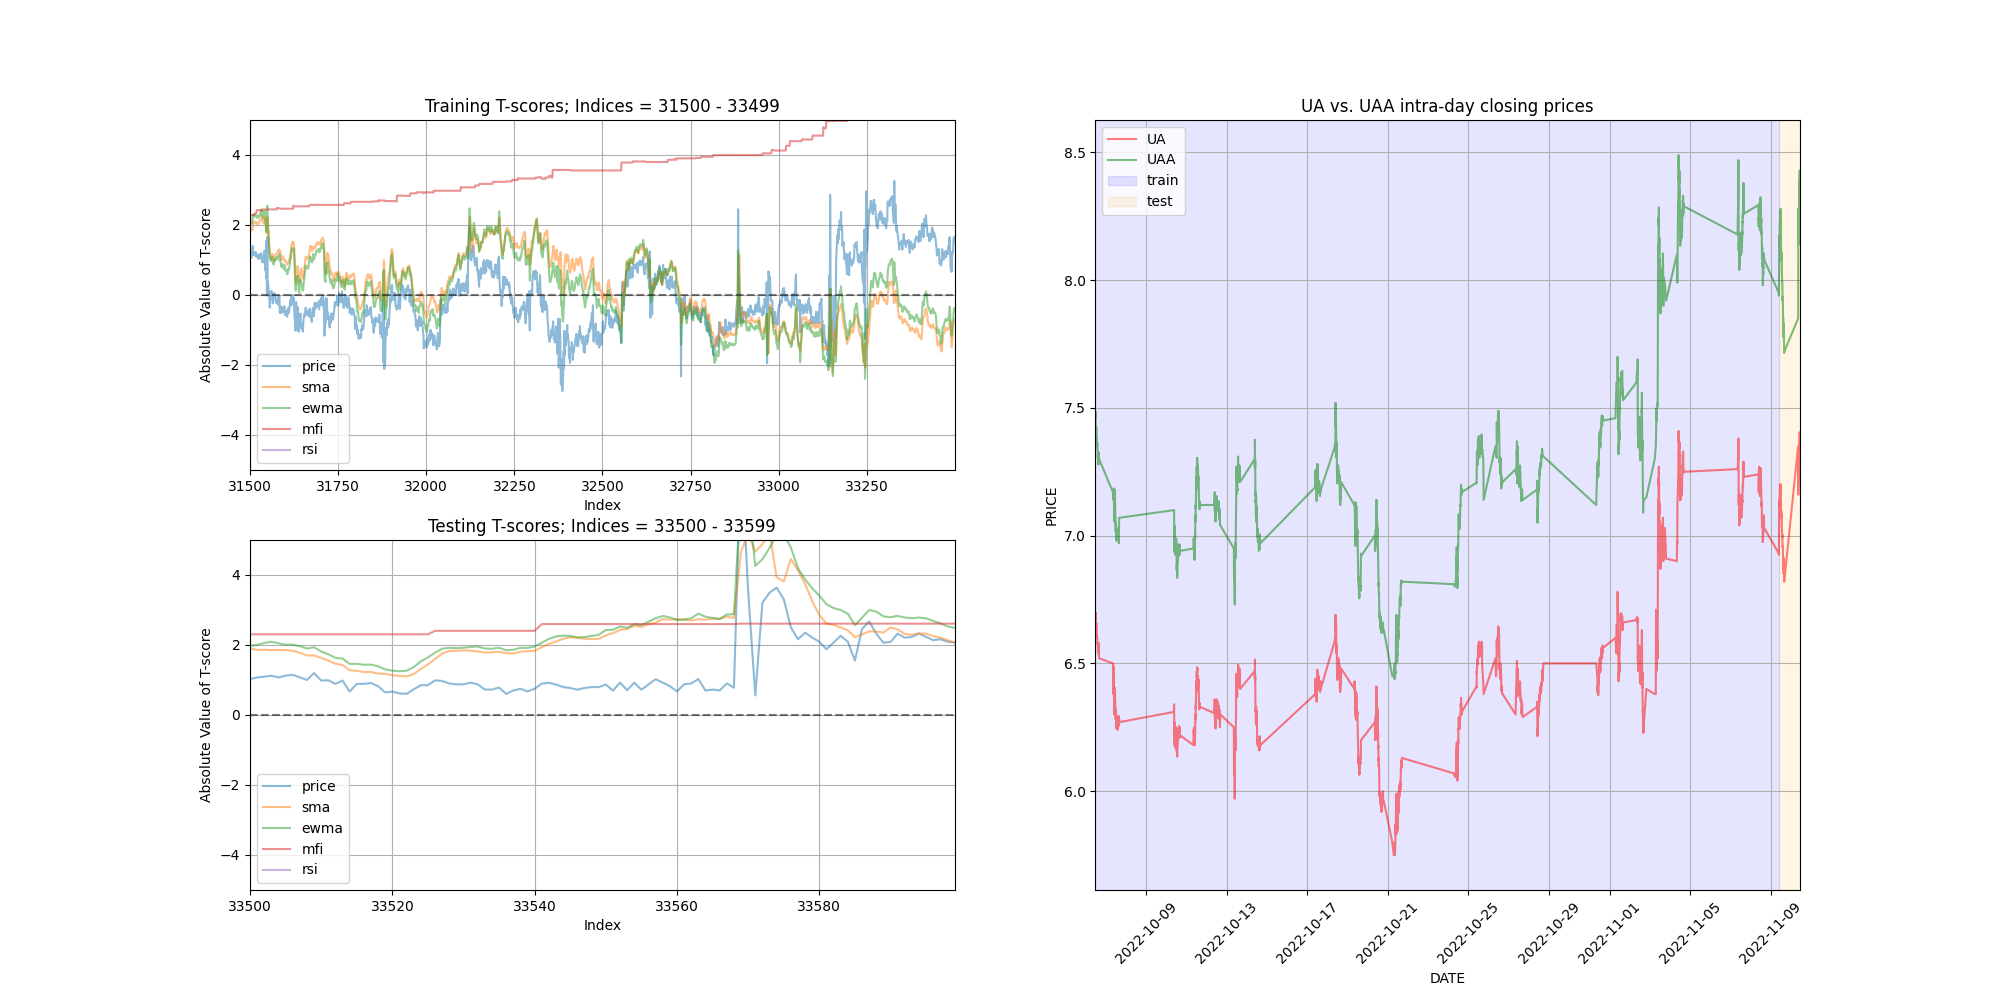 Training T-scores; Indices = 31500 - 33499
Absolute Value of T-score
4
2
0
−2
−4
price
sma
ewma
mfi
rsi
31500 31750 32000 32250 32500 32750 33000 33250
Index
Testing T-scores; Indices = 33500 - 33599
Absolute Value of T-score
4
2
0
−2
−4
price
sma
ewma
mfi
rsi
33500 33520 33540 33560 33580
Index
UA vs. UAA intra-day closing prices
PRICE
8.5
8.0
7.5
7.0
6.5
6.0
UA
UAA
train
test
2022-10-09 2022-10-13 2022-10-17 2022-10-21 2022-10-25 2022-10-29 2022-11-01 2022-11-05 2022-11-09
DATE